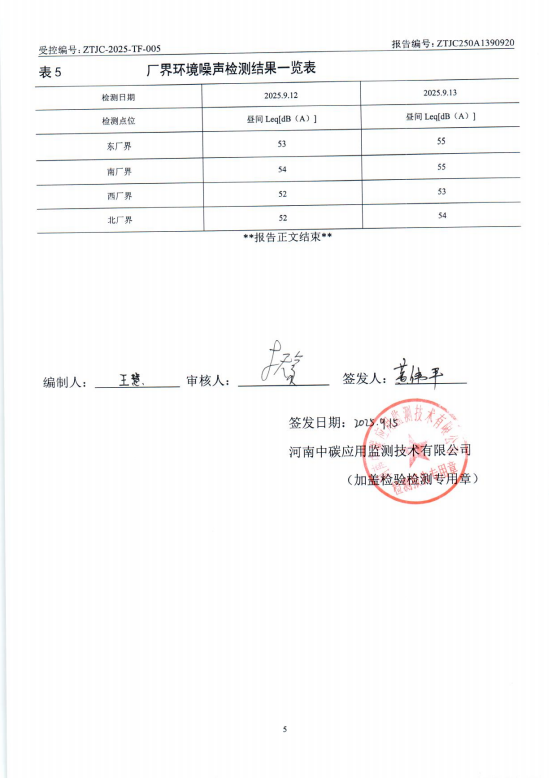 受控编号：ZTJC-2025-TF-005 报告编号：ZTJC250A1390920
表 5 厂界环境噪声检测结果一览表
检测日期 2025.9.12 2025.9.13
检测点位 昼间 Leq[dB（A）] 昼间 Leq[dB（A）]
东厂界 53 55
南厂界 54 55
西厂界 52 53
北厂界 52 54
**报告正文结束**
编制人： 审核人： 签发人：
签发日期：2025.9.15
河南中碳应用监测技术有限公司
（加盖检验检测专用章）
5